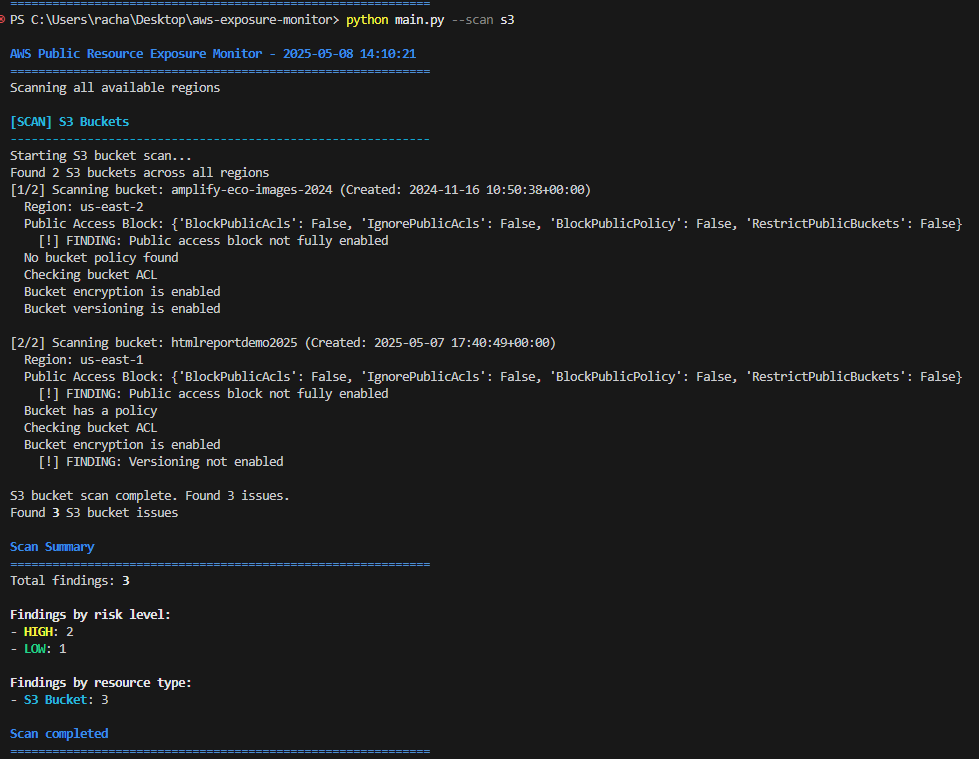 ============================================================
PS C:\Users\racha\Desktop\aws-exposure-monitor> python main.py --scan s3
AWS Public Resource Exposure Monitor - 2025-05-08 14:10:21
============================================================
Scanning all available regions
[SCAN] S3 Buckets
------------------------------------------------------------
Starting S3 bucket scan...
Found 2 S3 buckets across all regions
[1/2] Scanning bucket: amplify-eco-images-2024 (Created: 2024-11-16 10:50:38+00:00)
Region: us-east-2
Public Access Block: {'BlockPublicAcls': False, 'IgnorePublicAcls': False, 'BlockPublicPolicy': False, 'RestrictPublicBuckets': False}
[!] FINDING: Public access block not fully enabled
No bucket policy found
Checking bucket ACL
Bucket encryption is enabled
Bucket versioning is enabled
[2/2] Scanning bucket: htmlreportdemo2025 (Created: 2025-05-07 17:40:49+00:00)
Region: us-east-1
Public Access Block: {'BlockPublicAcls': False, 'IgnorePublicAcls': False, 'BlockPublicPolicy': False, 'RestrictPublicBuckets': False}
[!] FINDING: Public access block not fully enabled
Bucket has a policy
Checking bucket ACL
Bucket encryption is enabled
[!] FINDING: Versioning not enabled
S3 bucket scan complete. Found 3 issues.
Found 3 S3 bucket issues
Scan Summary
============================================================
Total findings: 3
Findings by risk level:
- HIGH: 2
- LOW: 1
Findings by resource type:
- S3 Bucket: 3
Scan completed
============================================================